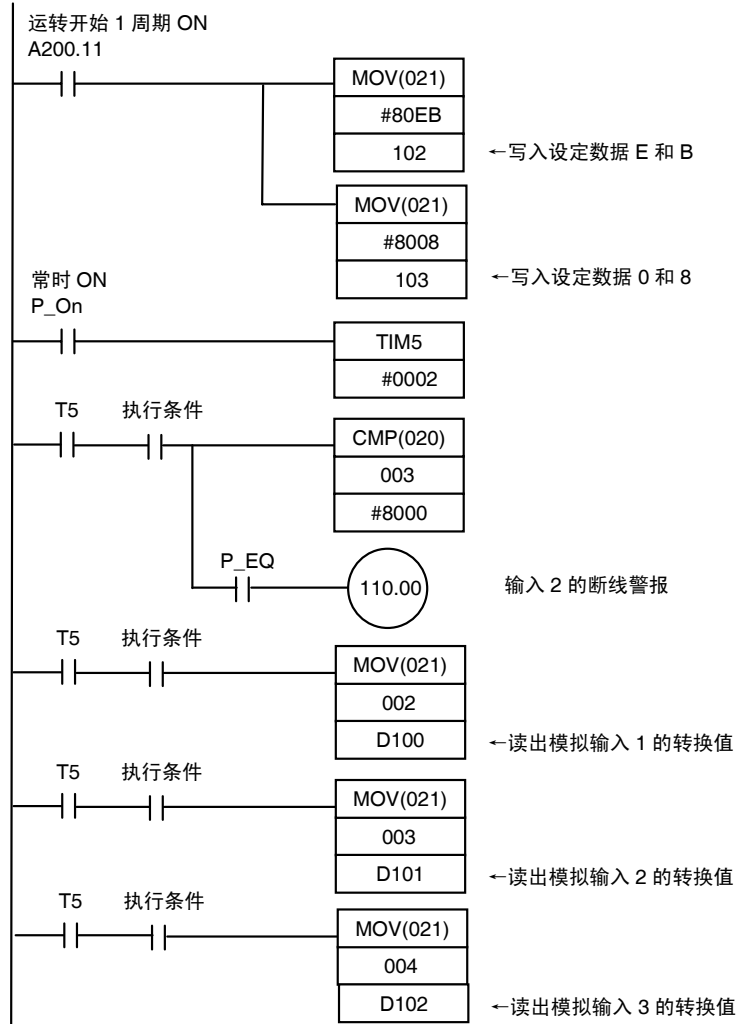 运转开始 1 周期 ON
A200.11
MOV(021)
#80EB
102 ←写入设定数据 E 和 B
MOV(021)
#8008
103 ←写入设定数据 0 和 8
常时 ON
P_On
TIM5
#0002
T5 执行条件
CMP(020)
003
#8000
P_EQ
110.00 输入 2 的断线警报
T5 执行条件
MOV(021)
002
D100 ←读出模拟输入 1 的转换值
T5 执行条件
MOV(021)
003
D101 ←读出模拟输入 2 的转换值
T5 执行条件
MOV(021)
004
D102 ←读出模拟输入 3 的转换值